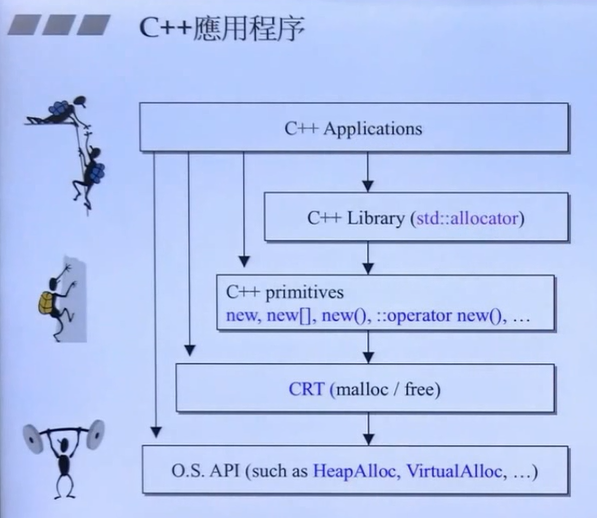 C++應用程序
C++ Applications
C++ Library (std::allocator)
C++ primitives
new, new[], new(), ::operator new(), …
CRT (malloc / free)
O.S. API (such as HeapAlloc, VirtualAlloc, …)